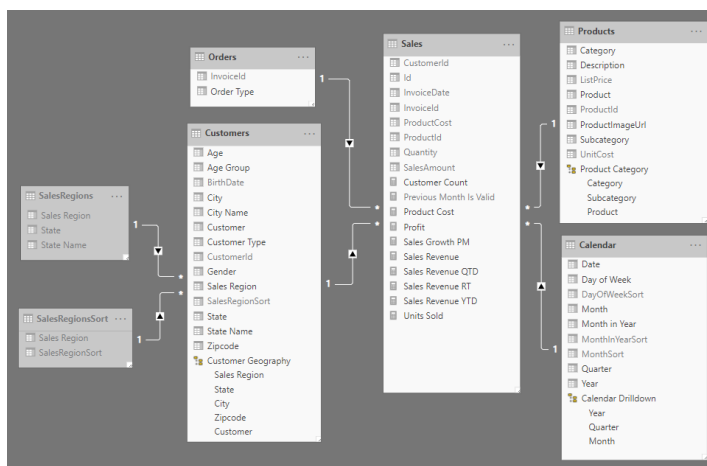 Orders
InvoiceId
Order Type
Customers
Age
Age Group
BirthDate
City
City Name
Customer
Customer Type
CustomerId
Gender
Sales Region
SalesRegionSort
State
State Name
Zipcode
Customer Geography
Sales Region
State
City
Zipcode
Customer
SalesRegions
Sales Region
State
State Name
SalesRegionsSort
Sales Region
SalesRegionSort
Sales
CustomerId
Id
InvoiceDate
InvoiceId
ProductCost
ProductId
Quantity
SalesAmount
Customer Count
Previous Month Is Valid
Product Cost
Profit
Sales Growth PM
Sales Revenue
Sales Revenue QTD
Sales Revenue RT
Sales Revenue YTD
Units Sold
Products
Category
Description
ListPrice
Product
ProductId
ProductImageUrl
Subcategory
UnitCost
Product Category
Category
Subcategory
Product
Calendar
Date
Day of Week
DayOfWeekSort
Month
Month in Year
MonthInYearSort
MonthSort
Quarter
Year
Calendar Drilldown
Year
Quarter
Month
1
1
1
1
1
1